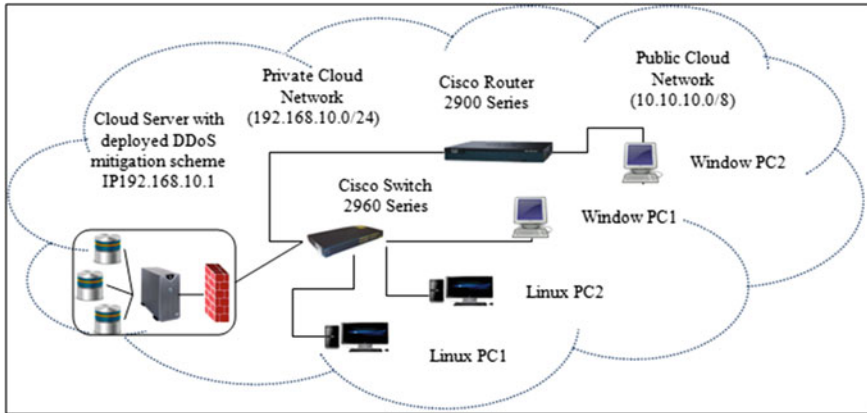 Private Cloud
Network
(192.168.10.0/24)
Cisco Router
2900 Series
Public Cloud
Network
(10.10.10.0/8)
Cloud Server with
deployed DDoS
mitigation scheme
IP192.168.10.1
Window PC2
Cisco Switch
2960 Series
Window PC1
Linux PC2
Linux PC1